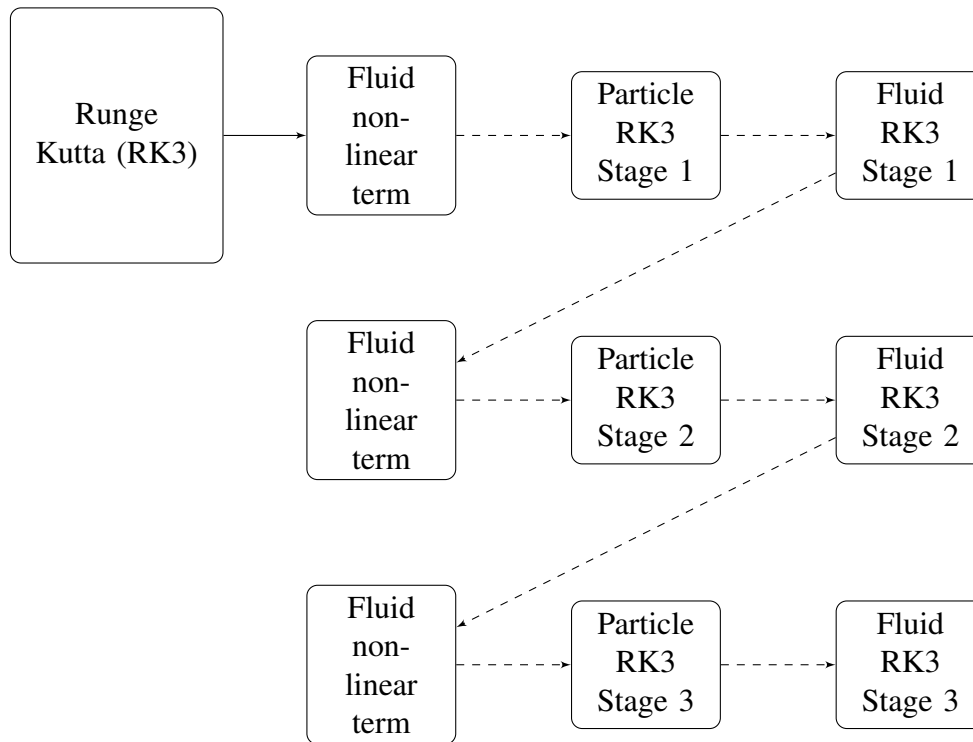 Runge
Kutta (RK3)
Fluid
non-
linear
term
Particle
RK3
Stage 1
Fluid
RK3
Stage 1
Fluid
non-
linear
term
Particle
RK3
Stage 2
Fluid
RK3
Stage 2
Fluid
non-
linear
term
Particle
RK3
Stage 3
Fluid
RK3
Stage 3